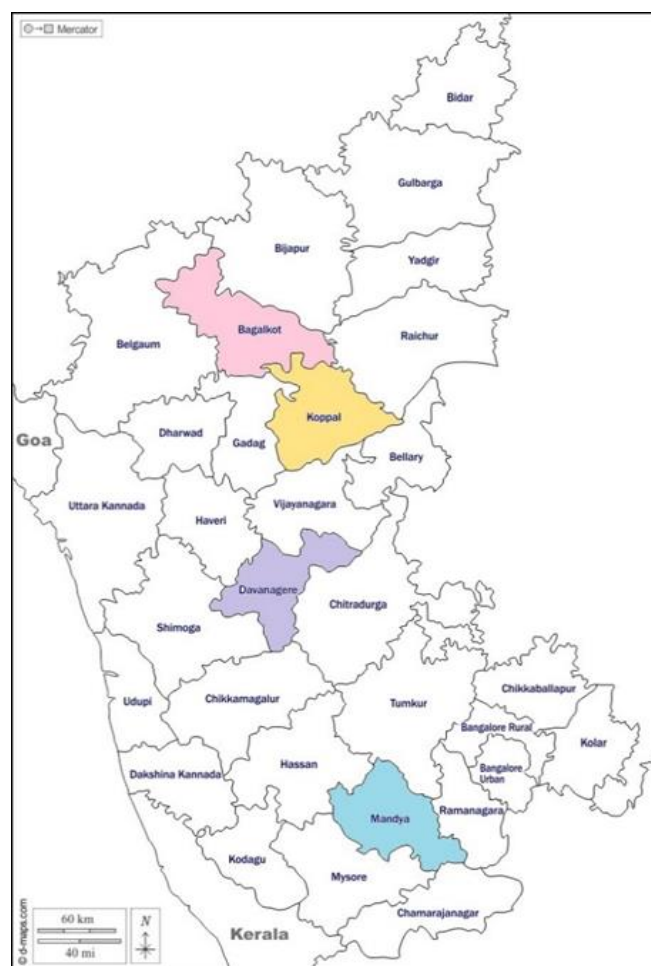 Mercator
Bidar
Gulbarga
Bijapur
Yadgir
Bagalkot
Raichur
Belgaum
Koppal
Dharwad
Gadag
Goa
Bellary
Uttara Kannada
Vijayanagara
Haveri
Davanagere
Chitradurga
Shimoga
Chikkamagalur
Udupi
Tumkur
Chikkaballapur
Bangalore Rural
Kolar
Hassan
Dakshina Kannada
Bangalore
Urban
Mandya
Ramanagara
Kodagu
Mysore
Chamarajanagar
Kerala
60 km
40 mi
N
© d-maps.com